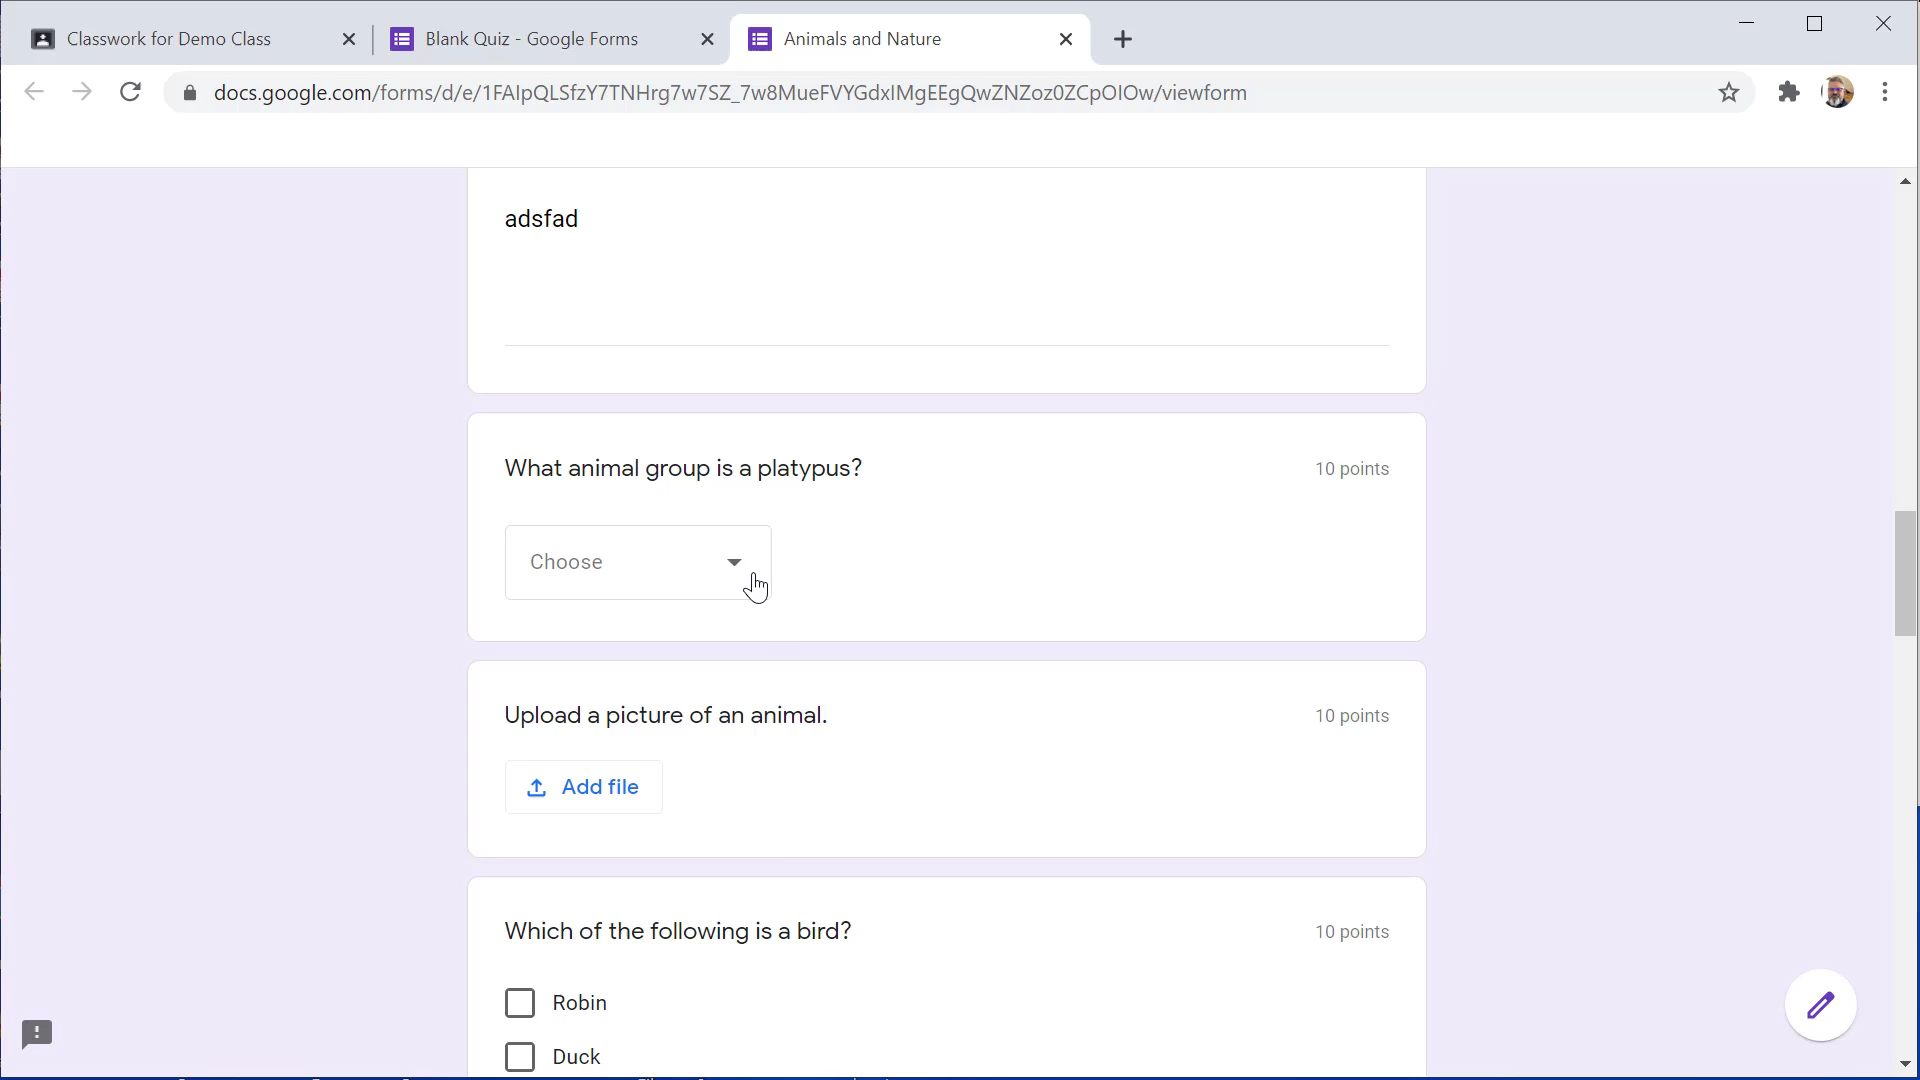 Classwork for Demo Class
Blank Quiz - Google Forms
Animals and Nature
docs.google.com/forms/d/e/1FAIpQLSfzY7TNHrg7w7SZ_7w8MueFVYGdxIMgEEgQwZNZoz0ZCpOIOw/viewform
adsfad
What animal group is a platypus?
10 points
Choose
Upload a picture of an animal.
10 points
Add file
Which of the following is a bird?
10 points
Robin
Duck